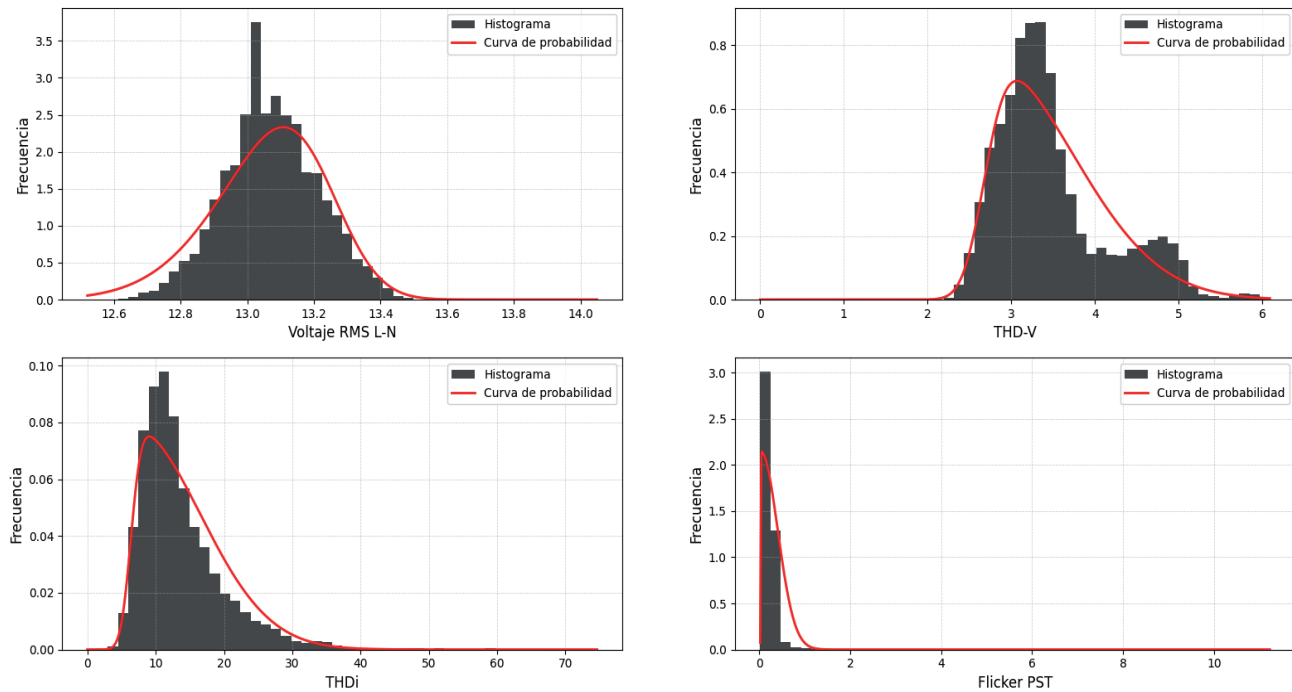 Histograma
Curva de probabilidad
Frecuencia
3.5
3.0
2.5
2.0
1.5
1.0
0.5
0.0
12.6 12.8 13.0 13.2 13.4 13.6 13.8 14.0
Voltaje RMS L-N
Histograma
Curva de probabilidad
Frecuencia
0.8
0.6
0.4
0.2
0.0
0 1 2 3 4 5 6
THD-V
Histograma
Curva de probabilidad
Frecuencia
0.10
0.08
0.06
0.04
0.02
0.00
0 10 20 30 40 50 60 70
THDi
Histograma
Curva de probabilidad
Frecuencia
3.0
2.5
2.0
1.5
1.0
0.5
0.0
0 2 4 6 8 10
Flicker PST